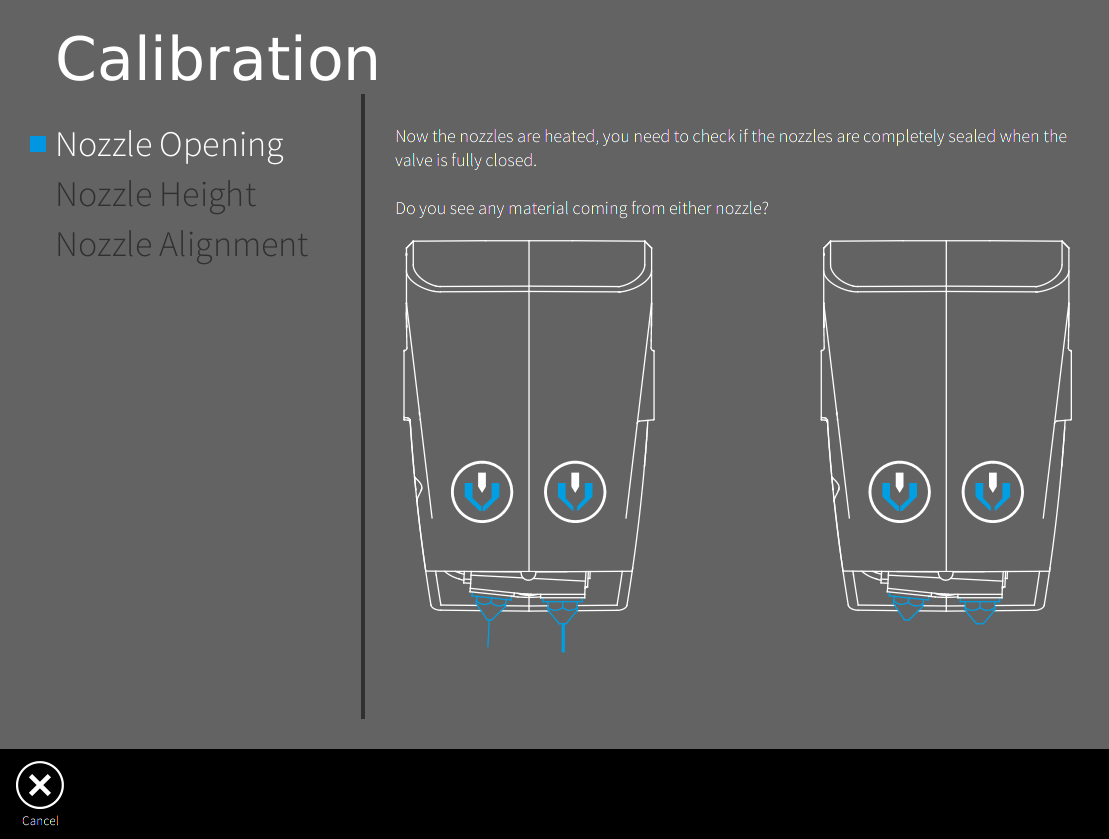 Calibration
Nozzle Opening
Nozzle Height
Nozzle Alignment
Now the nozzles are heated, you need to check if the nozzles are completely sealed when the
valve is fully closed.
Do you see any material coming from either nozzle?
Cancel